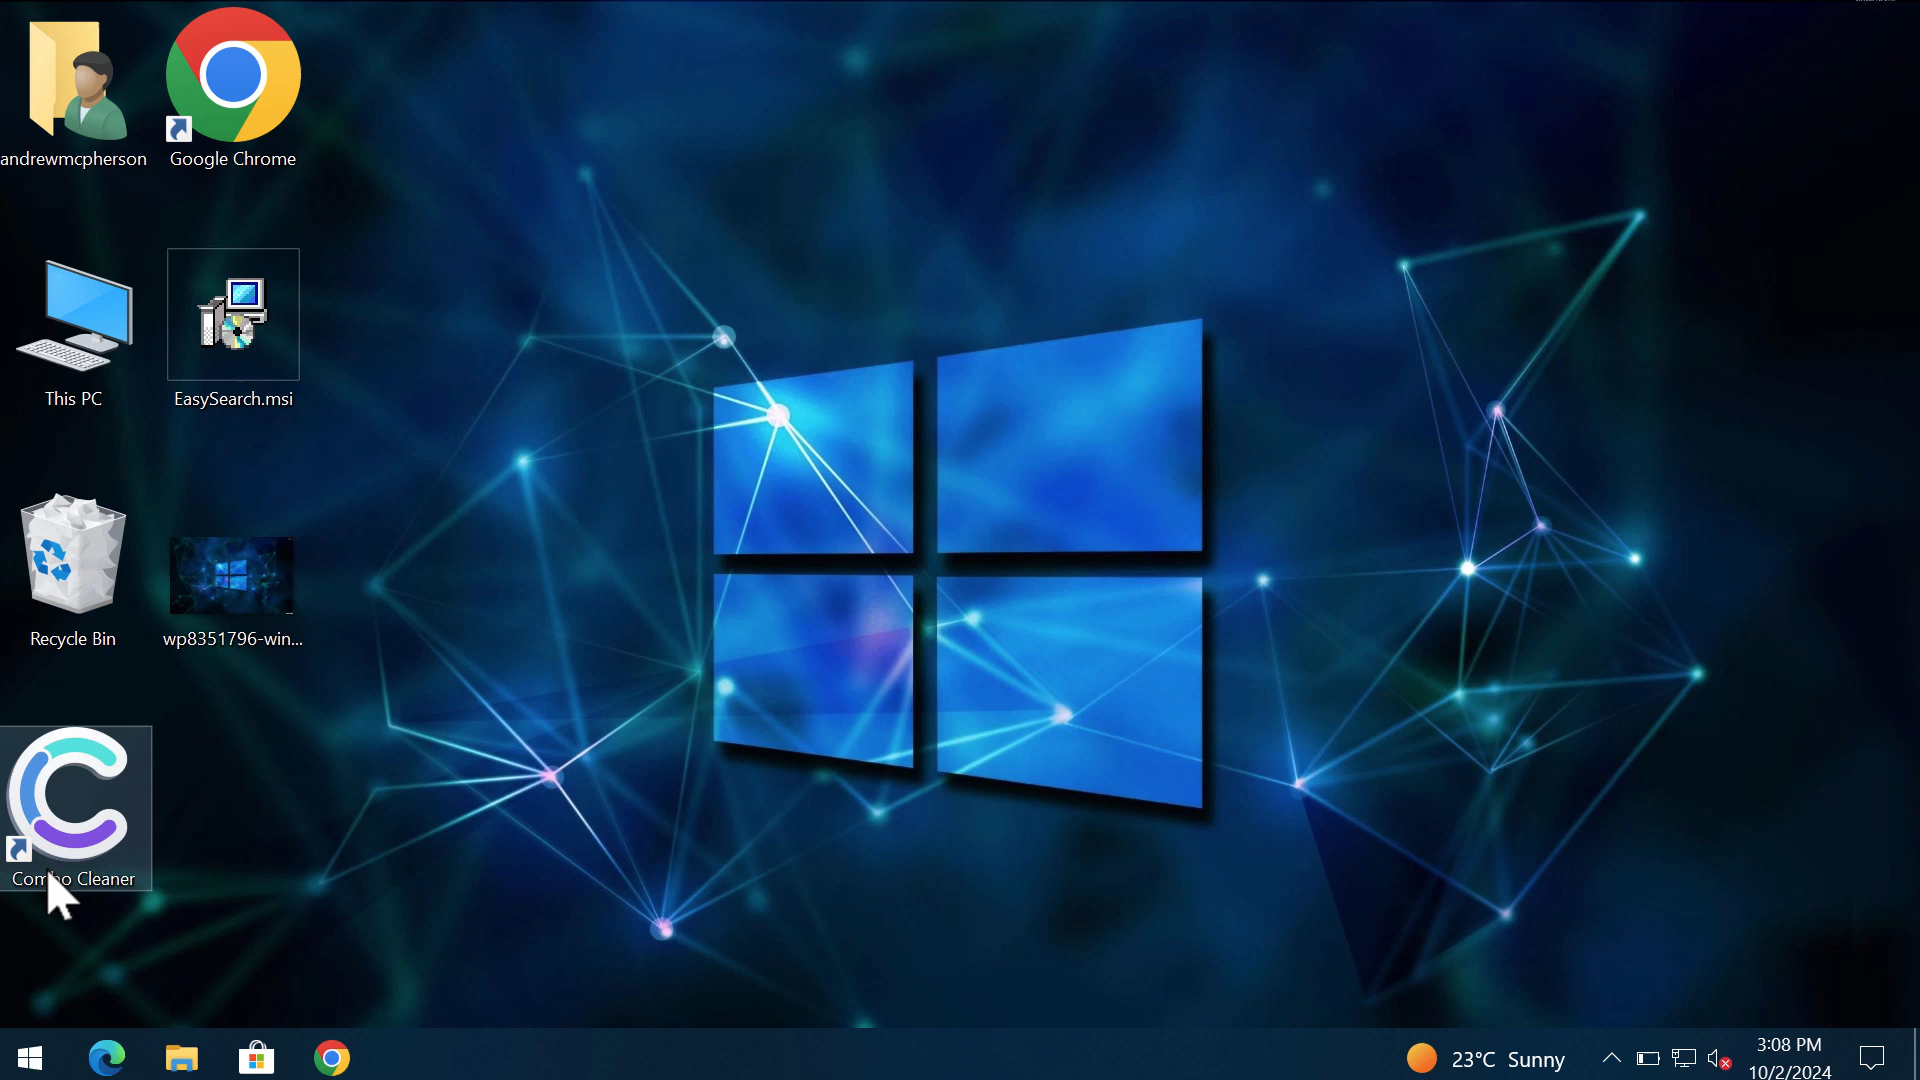 andrewmcpherson
Google Chrome
This PC
EasySearch.msi
Recycle Bin
wp8351796-win...
Combo Cleaner
23°C Sunny
3:08 PM
10/2/2024